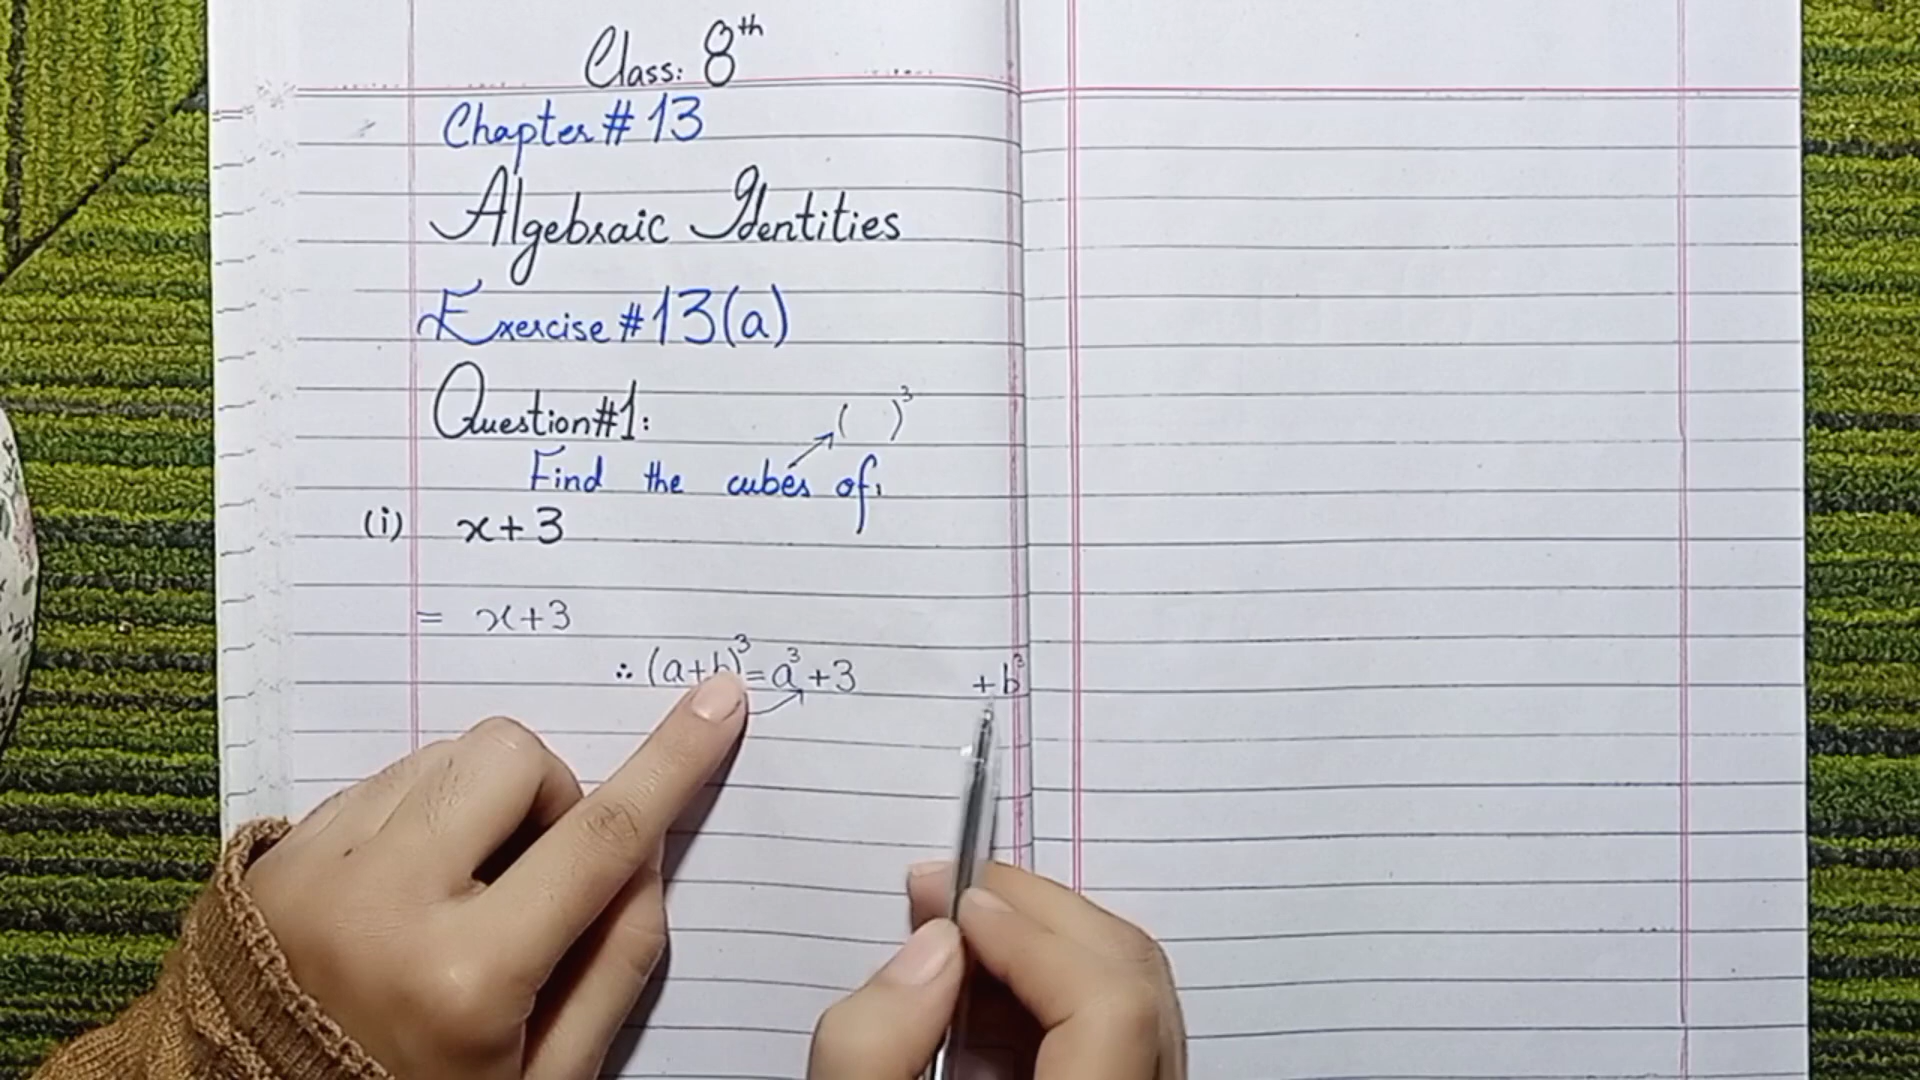 Class: 8th
Chapter # 13
Algebraic Identities
Exercise # 13(a)
Question#1: ( )³
Find the cubes of,
(i) x+3
= x+3
∴ (a+b)³ = a³ + 3 + b³